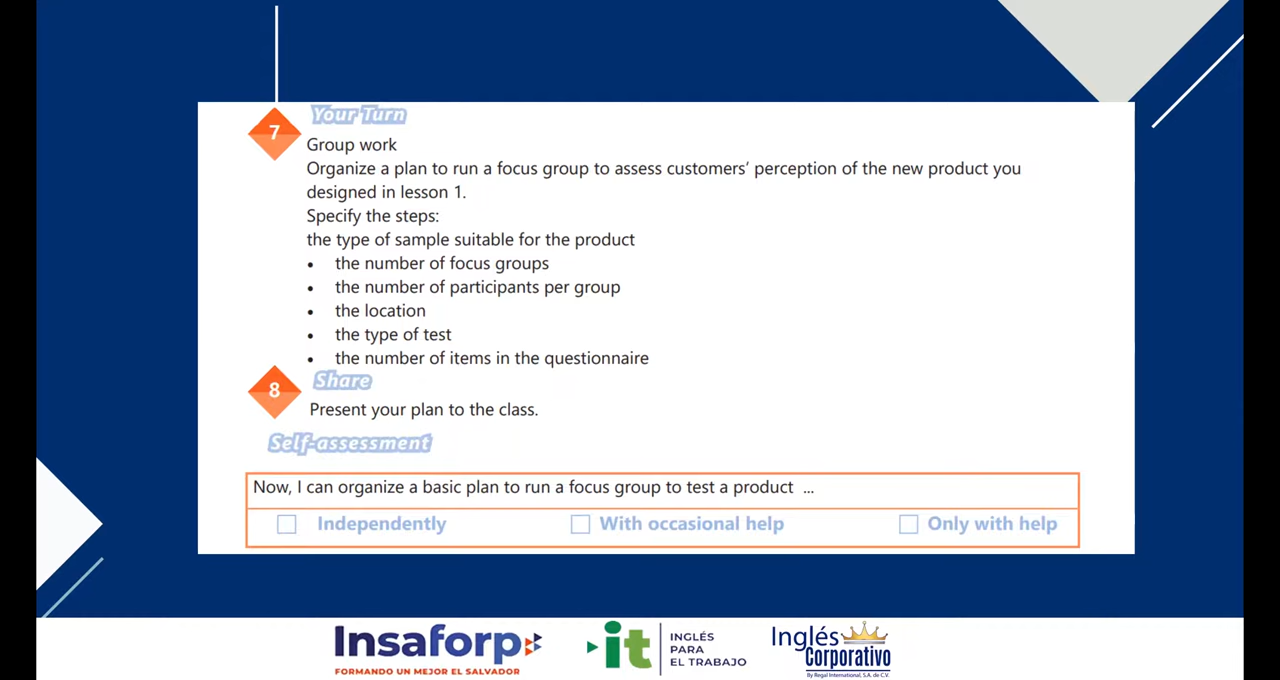 7
Your Turn
Group work
Organize a plan to run a focus group to assess customers' perception of the new product you
designed in lesson 1.
Specify the steps:
the type of sample suitable for the product
• the number of focus groups
• the number of participants per group
• the location
• the type of test
• the number of items in the questionnaire
8
Share
Present your plan to the class.
Self-assessment
Now, I can organize a basic plan to run a focus group to test a product ...
Independently With occasional help Only with help
Insaforp
FORMANDO UN MEJOR EL SALVADOR
it
INGLÉS
PARA
EL TRABAJO
Inglés
Corporativo
By Regal International, S.A. de C.V.